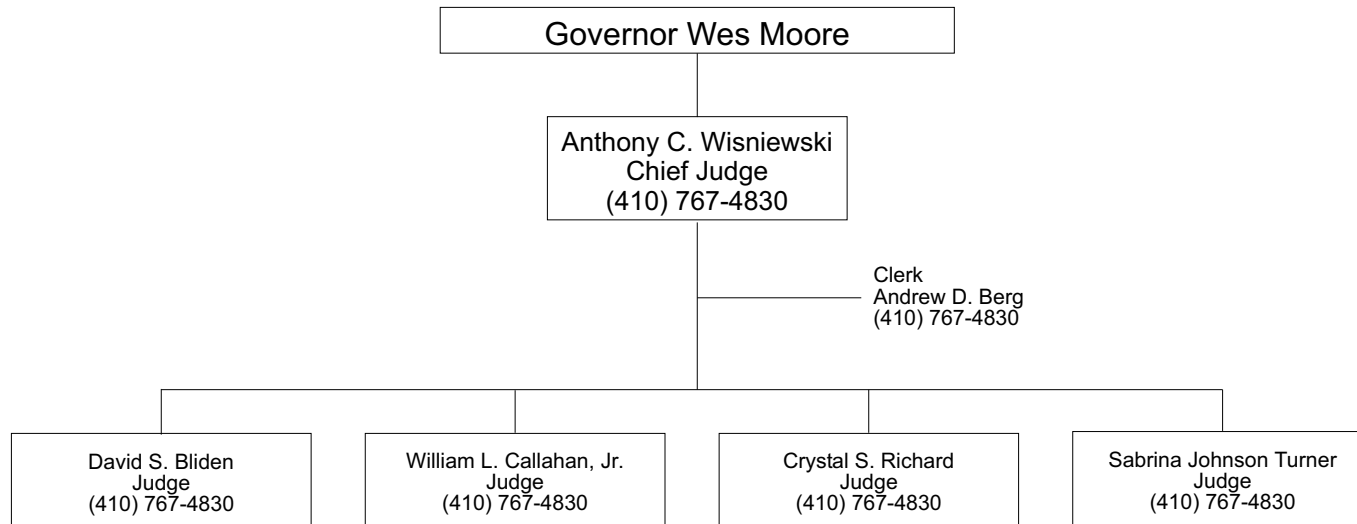 Governor Wes Moore
Anthony C. Wisniewski
Chief Judge
(410) 767-4830
Clerk
Andrew D. Berg
(410) 767-4830
David S. Bliden
Judge
(410) 767-4830
William L. Callahan, Jr.
Judge
(410) 767-4830
Crystal S. Richard
Judge
(410) 767-4830
Sabrina Johnson Turner
Judge
(410) 767-4830